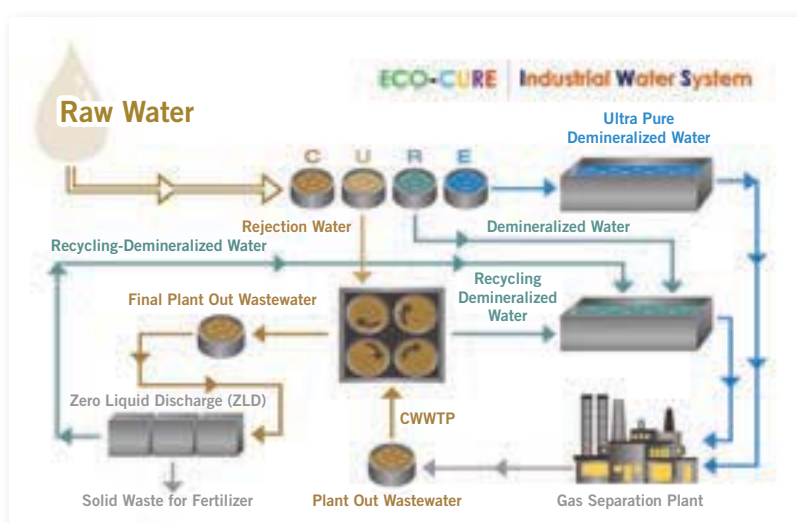 ECO-CURE | Industrial Water System
Raw Water
Ultra Pure
Demineralized Water
C U R E
Rejection Water
Demineralized Water
Recycling-Demineralized Water
Recycling
Demineralized
Water
Final Plant Out Wastewater
Zero Liquid Discharge (ZLD)
CWWTP
Solid Waste for Fertilizer
Plant Out Wastewater
Gas Separation Plant